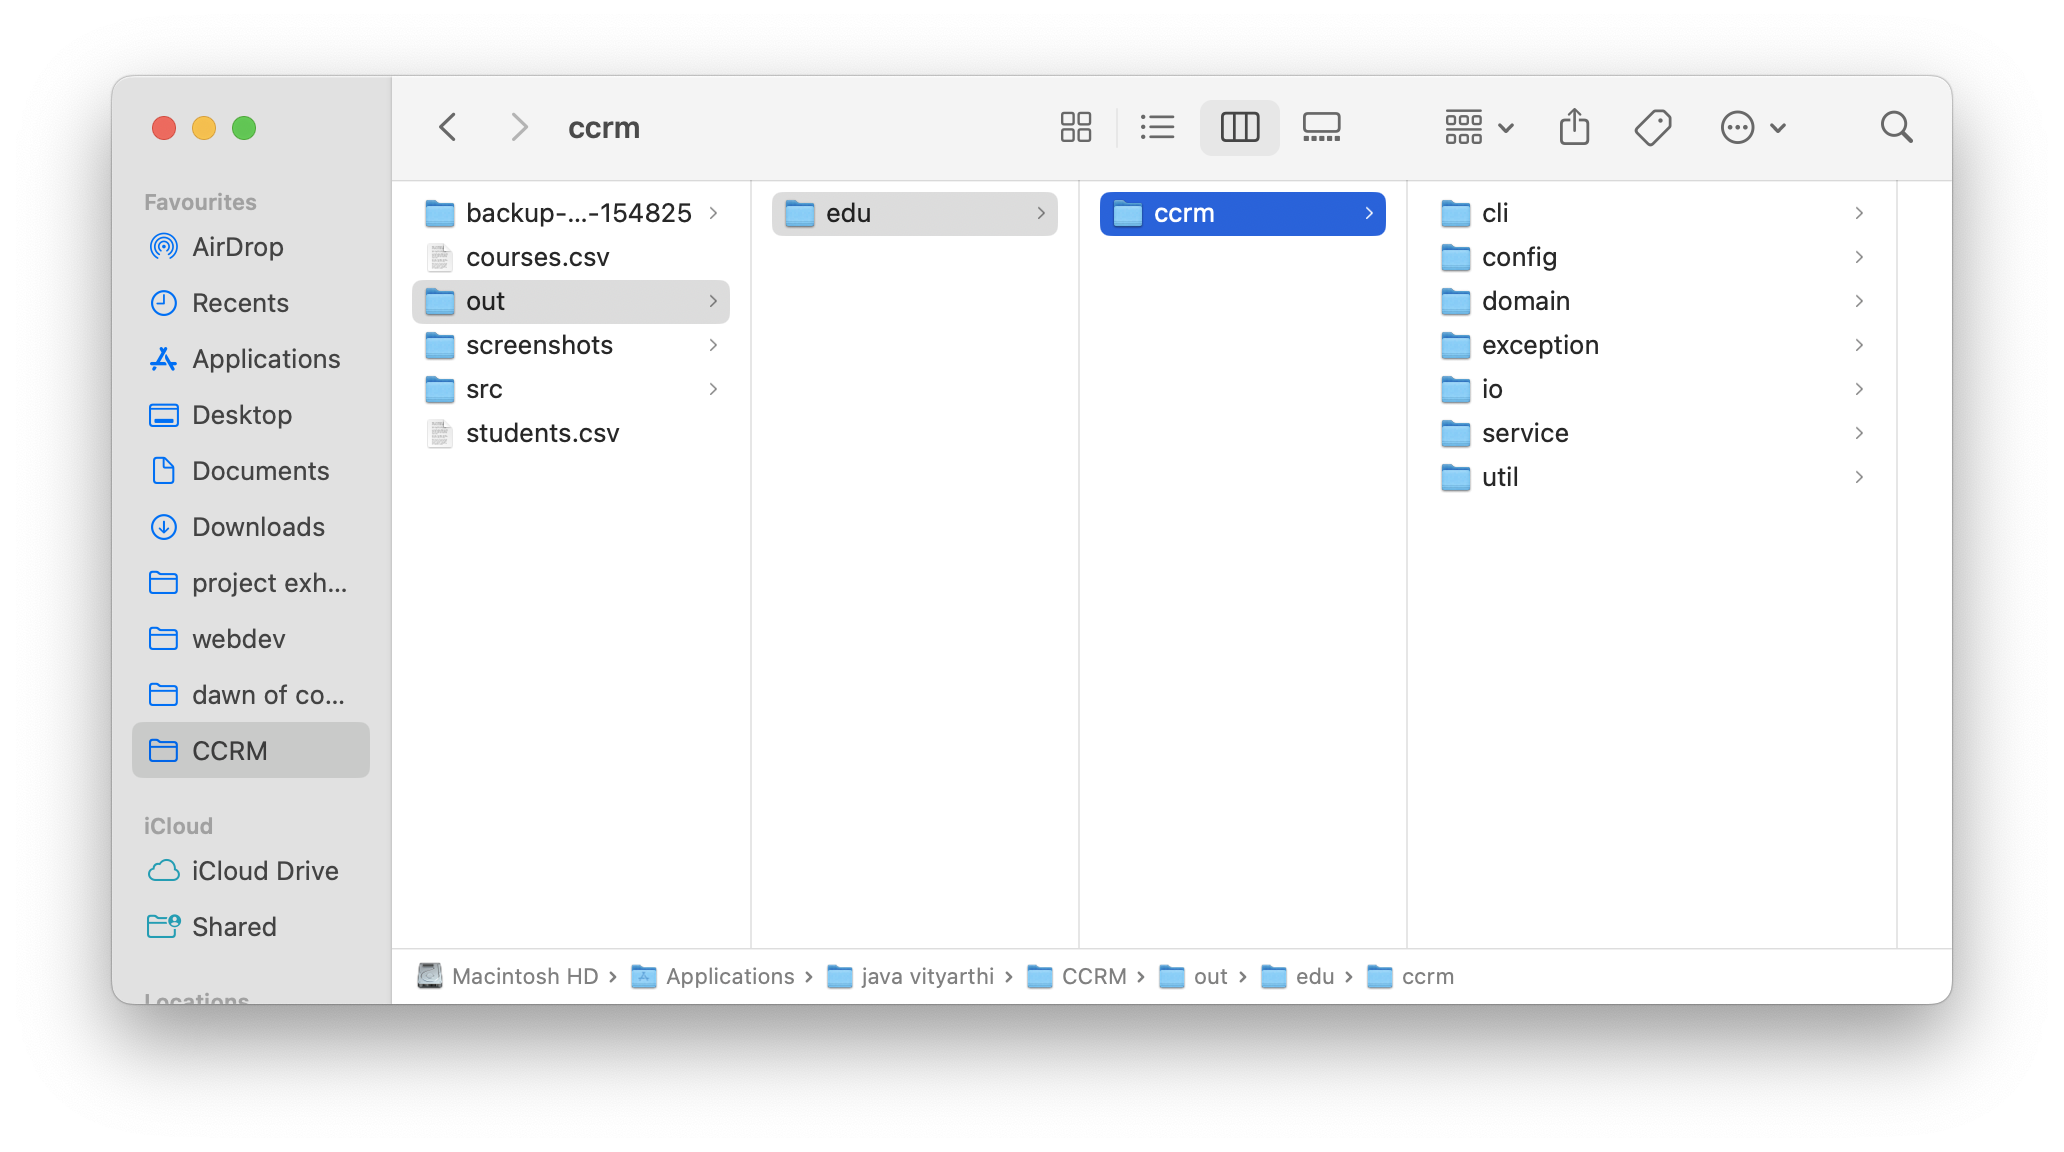 ccrm
Favourites
AirDrop
Recents
Applications
Desktop
Documents
Downloads
project exh...
webdev
dawn of co...
CCRM
iCloud
iCloud Drive
Shared
Locations
backup-...-154825
courses.csv
out
screenshots
src
students.csv
edu
ccrm
cli
config
domain
exception
io
service
util
Macintosh HD › Applications › java vityarthi › CCRM › out › edu › ccrm